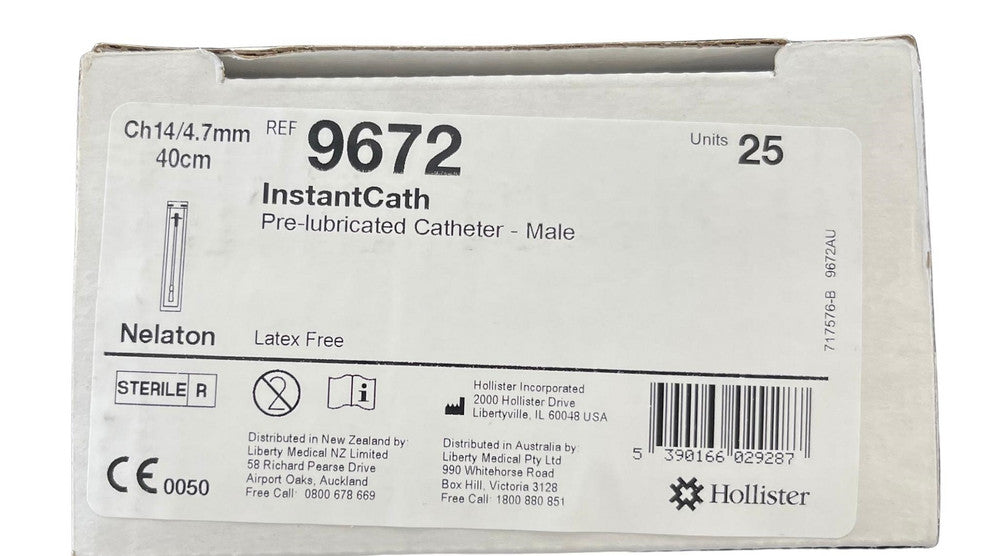 Ch14/4.7mm
40cm
REF 9672
Units 25
InstantCath
Pre-lubricated Catheter - Male
Nelaton
Latex Free
717576-B 9672AU
STERILE R
2
i
Hollister Incorporated
2000 Hollister Drive
Libertyville, IL 60048 USA
Distributed in New Zealand by:
Liberty Medical NZ Limited
58 Richard Pearse Drive
Airport Oaks, Auckland
Free Call: 0800 678 669
Distributed in Australia by:
Liberty Medical Pty Ltd
990 Whitehorse Road
Box Hill, Victoria 3128
Free Call: 1800 880 851
5 390166 029287
CE 0050
Hollister